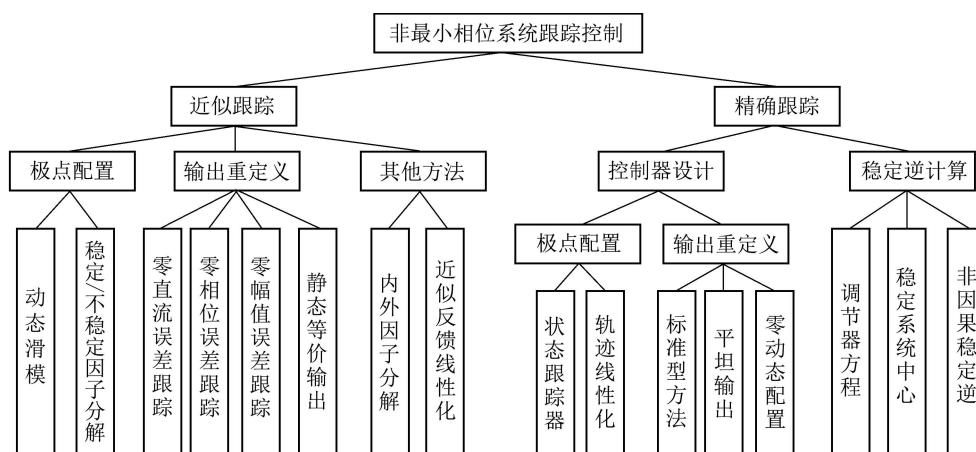 非最小相位系统跟踪控制
近似跟踪
精确跟踪
极点配置
输出重定义
其他方法
控制器设计
稳定逆计算
极点配置
输出重定义
动态滑模
稳定/不稳定因子分解
零直流误差跟踪
零相位误差跟踪
零幅值误差跟踪
静态等价输出
内外因子分解
近似反馈线性化
状态跟踪器
轨迹线性化
标准型方法
平坦输出
零动态配置
调节器方程
稳定系统中心
非因果稳定逆